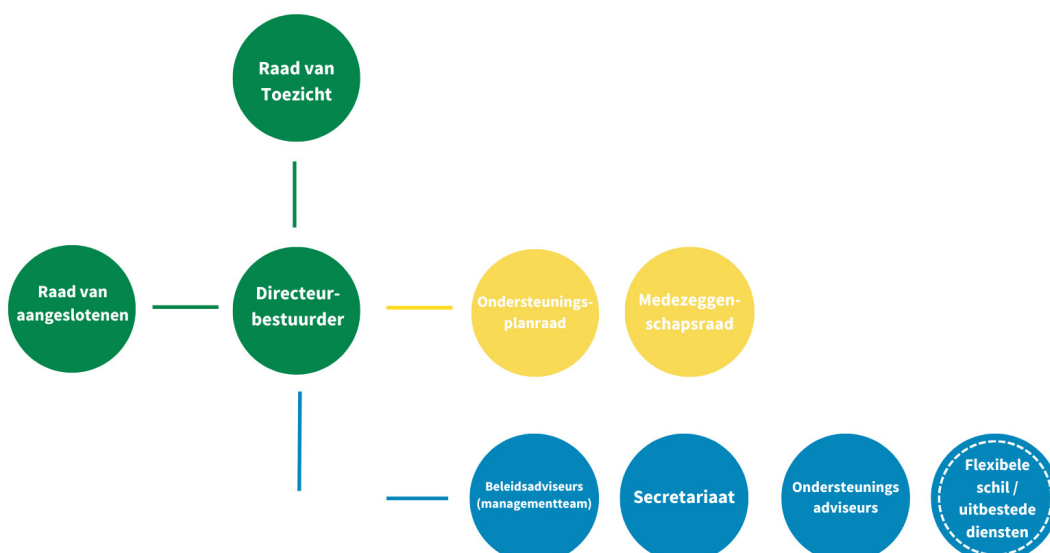 Raad van
Toezicht
Raad van
aangeslotenen
Directeur-
bestuurder
Ondersteunings-
planraad
Medezeggen-
schapsraad
Beleidsadviseurs
(managementteam)
Secretariaat
Ondersteunings
adviseurs
Flexibele
schil /
uitbestede
diensten